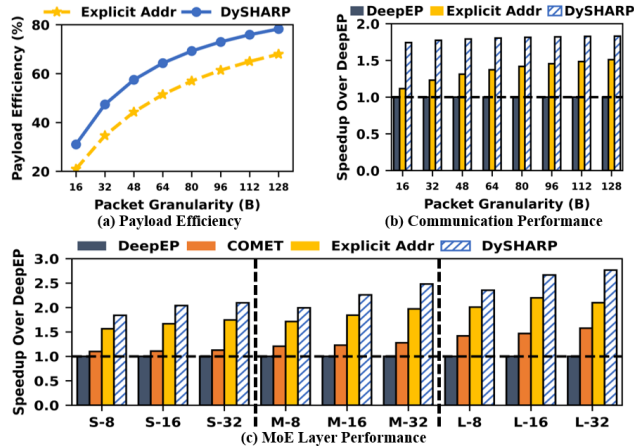 Explicit Addr DySHARP
Payload Efficiency (%)
80
60
40
20
16 32 48 64 80 96 112 128
Packet Granularity (B)
(a) Payload Efficiency
DeepEP Explicit Addr DySHARP
Speedup Over DeepEP
2.0
1.5
1.0
0.5
0.0
16 32 48 64 80 96 112 128
Packet Granularity (B)
(b) Communication Performance
DeepEP COMET Explicit Addr DySHARP
Speedup Over DeepEP
3.0
2.5
2.0
1.5
1.0
0.5
0.0
S-8 S-16 S-32 M-8 M-16 M-32 L-8 L-16 L-32
(c) MoE Layer Performance